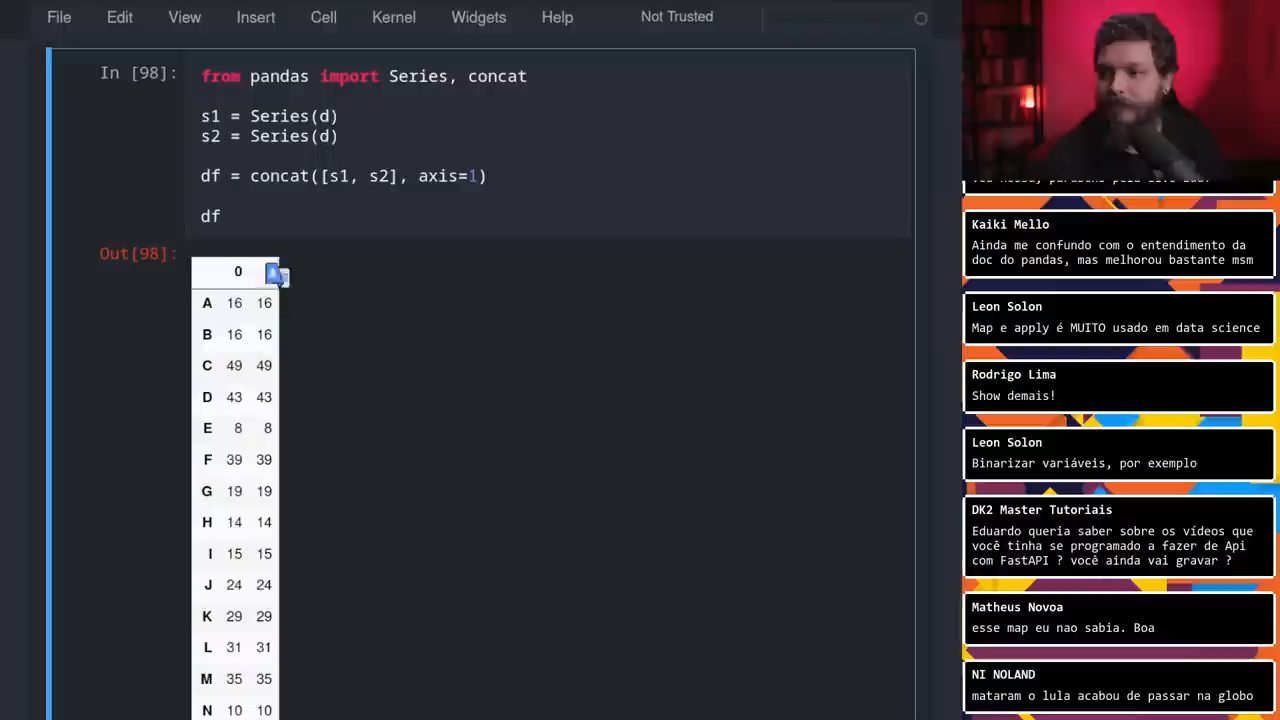 File Edit View Insert Cell Kernel Widgets Help Not Trusted
In [98]:
from pandas import Series, concat
s1 = Series(d)
s2 = Series(d)
df = concat([s1, s2], axis=1)
df
Out[98]:
0
A 16 16
B 16 16
C 49 49
D 43 43
E 8 8
F 39 39
G 19 19
H 14 14
I 15 15
J 24 24
K 29 29
L 31 31
M 35 35
N 10 10
Kaiki Mello
Ainda me confundo com o entendimento da
doc do pandas, mas melhorou bastante msm
Leon Solon
Map e apply é MUITO usado em data science
Rodrigo Lima
Show demais!
Leon Solon
Binarizar variáveis, por exemplo
DK2 Master Tutoriais
Eduardo queria saber sobre os vídeos que
você tinha se programado a fazer de Api
com FastAPI ? você aínda vai gravar ?
Matheus Novoa
esse map eu nao sabia. Boa
NI NOLAND
mataram o lula acabou de passar na globo